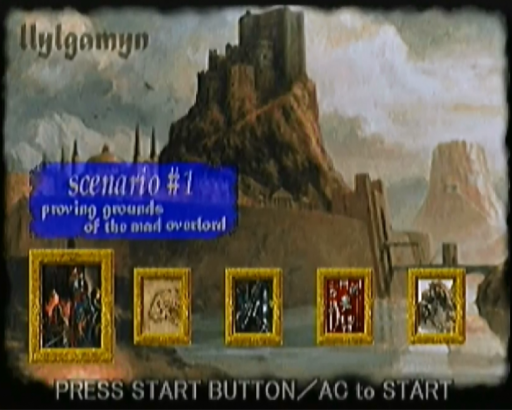 llylgamyn
scenario #1
proving grounds
of the mad overlord
PRESS START BUTTON/AC to START